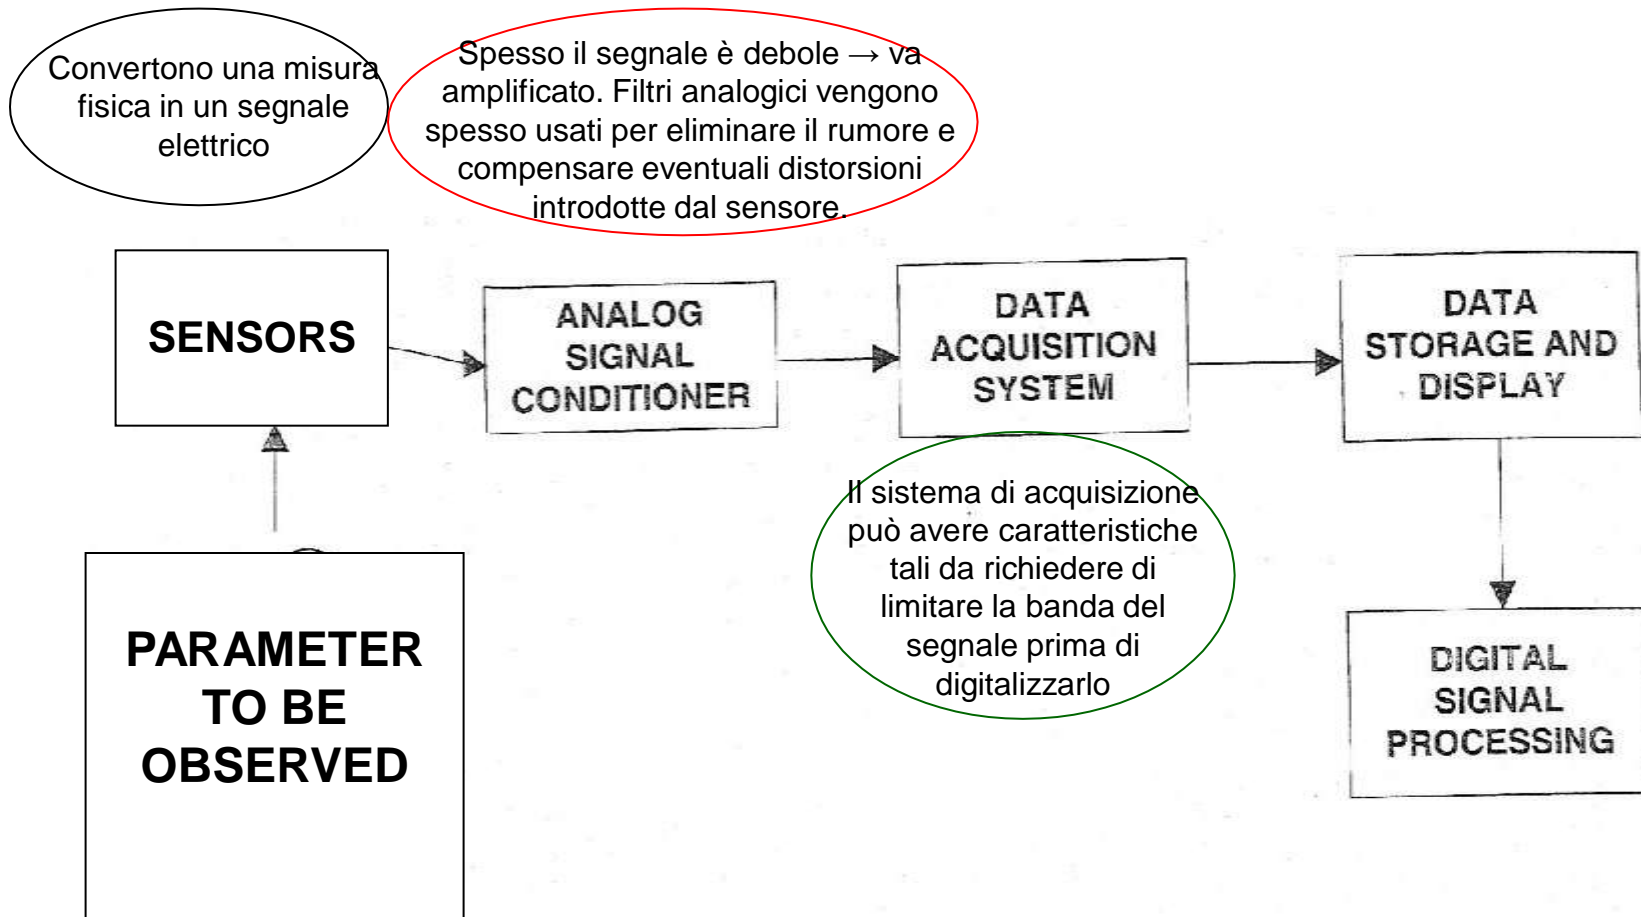 Convertono una misura
fisica in un segnale
elettrico
Spesso il segnale è debole → va
amplificato. Filtri analogici vengono
spesso usati per eliminare il rumore e
compensare eventuali distorsioni
introdotte dal sensore.
SENSORS
ANALOG
SIGNAL
CONDITIONER
DATA
ACQUISITION
SYSTEM
DATA
STORAGE AND
DISPLAY
Il sistema di acquisizione
può avere caratteristiche
tali da richiedere di
limitare la banda del
segnale prima di
digitalizzarlo
PARAMETER
TO BE
OBSERVED
DIGITAL
SIGNAL
PROCESSING